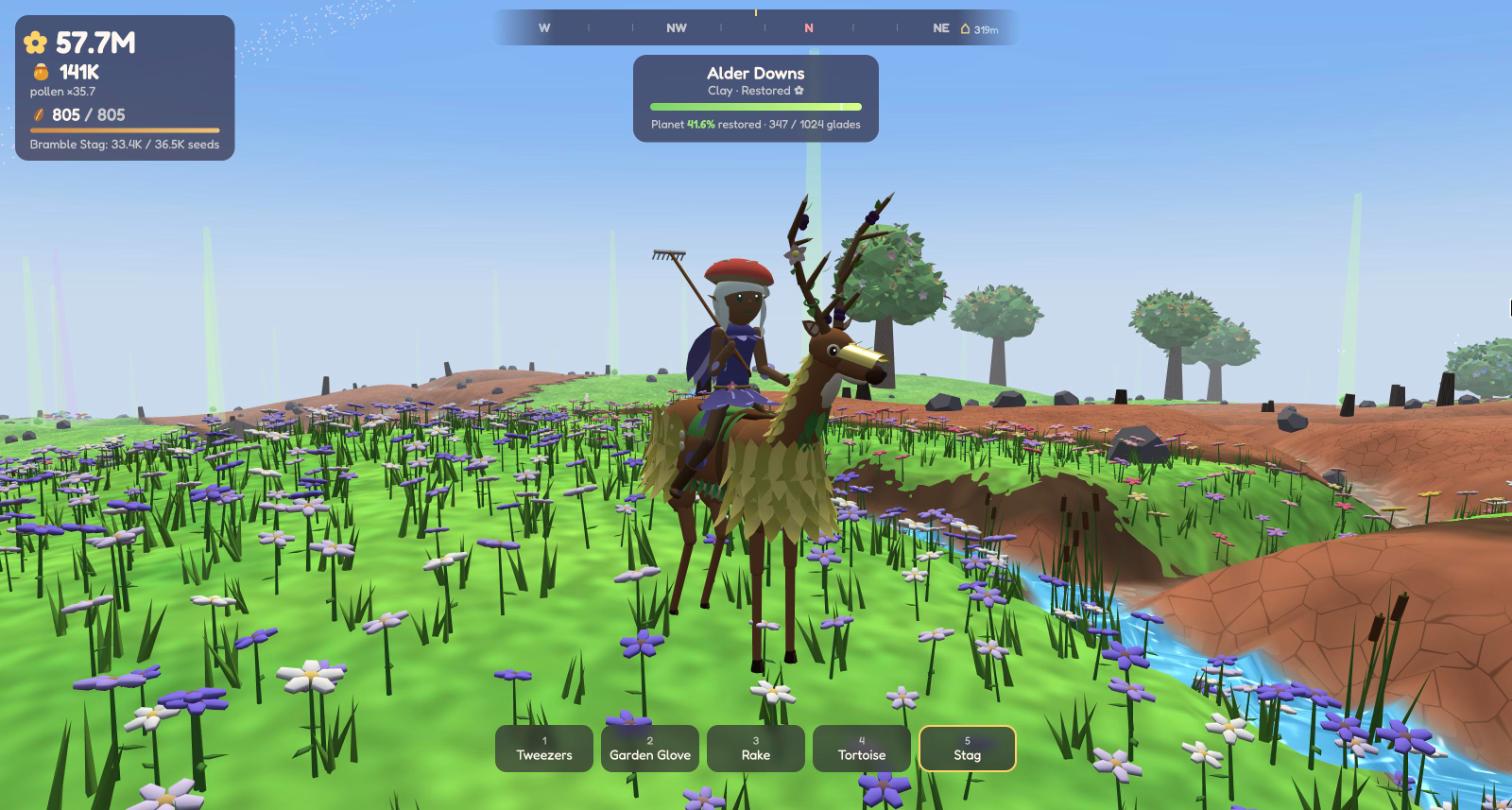 57.7M
141K
pollen ×35.7
805 / 805
Bramble Stag: 33.4K / 36.5K seeds
W NW N NE 319m
Alder Downs
Clay · Restored
Planet 41.6% restored · 347 / 1024 glades
1 2 3 4 5
Tweezers Garden Glove Rake Tortoise Stag